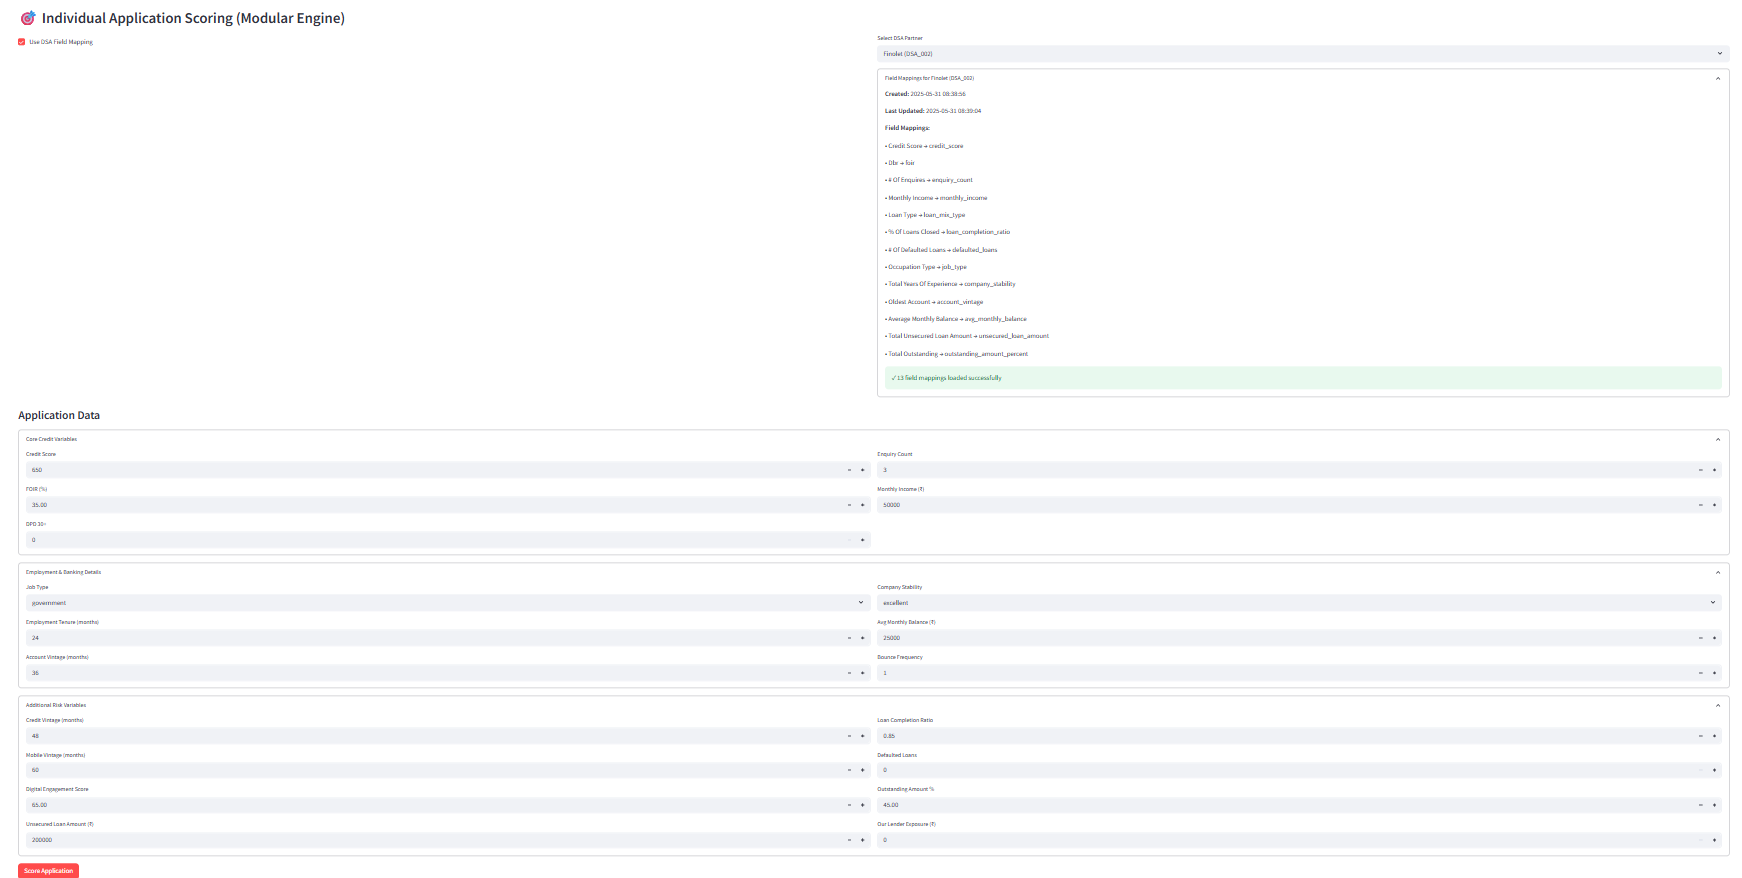 Individual Application Scoring (Modular Engine)
Use DSA Field Mapping
Select DSA Partner
Finolet (DSA_002)
Field Mappings for Finolet (DSA_002)
Created: 2025-05-31 08:38:56
Last Updated: 2025-05-31 08:39:04
Field Mappings:
• Credit Score → credit_score
• Dbr → foir
• # Of Enquires → enquiry_count
• Monthly Income → monthly_income
• Loan Type → loan_mix_type
• % Of Loans Closed → loan_completion_ratio
• # Of Defaulted Loans → defaulted_loans
• Occupation Type → job_type
• Total Years Of Experience → company_stability
• Oldest Account → account_vintage
• Average Monthly Balance → avg_monthly_balance
• Total Unsecured Loan Amount → unsecured_loan_amount
• Total Outstanding → outstanding_amount_percent
✓ 13 field mappings loaded successfully
Application Data
Core Credit Variables
Credit Score
650
Enquiry Count
3
FOIR (%)
35.00
Monthly Income (₹)
50000
DPD 30+
0
Employment & Banking Details
Job Type
government
Company Stability
excellent
Employment Tenure (months)
24
Avg Monthly Balance (₹)
25000
Account Vintage (months)
36
Bounce Frequency
1
Additional Risk Variables
Credit Vintage (months)
48
Loan Completion Ratio
0.85
Mobile Vintage (months)
60
Defaulted Loans
0
Digital Engagement Score
65.00
Outstanding Amount %
45.00
Unsecured Loan Amount (₹)
200000
Our Lender Exposure (₹)
0
Score Application